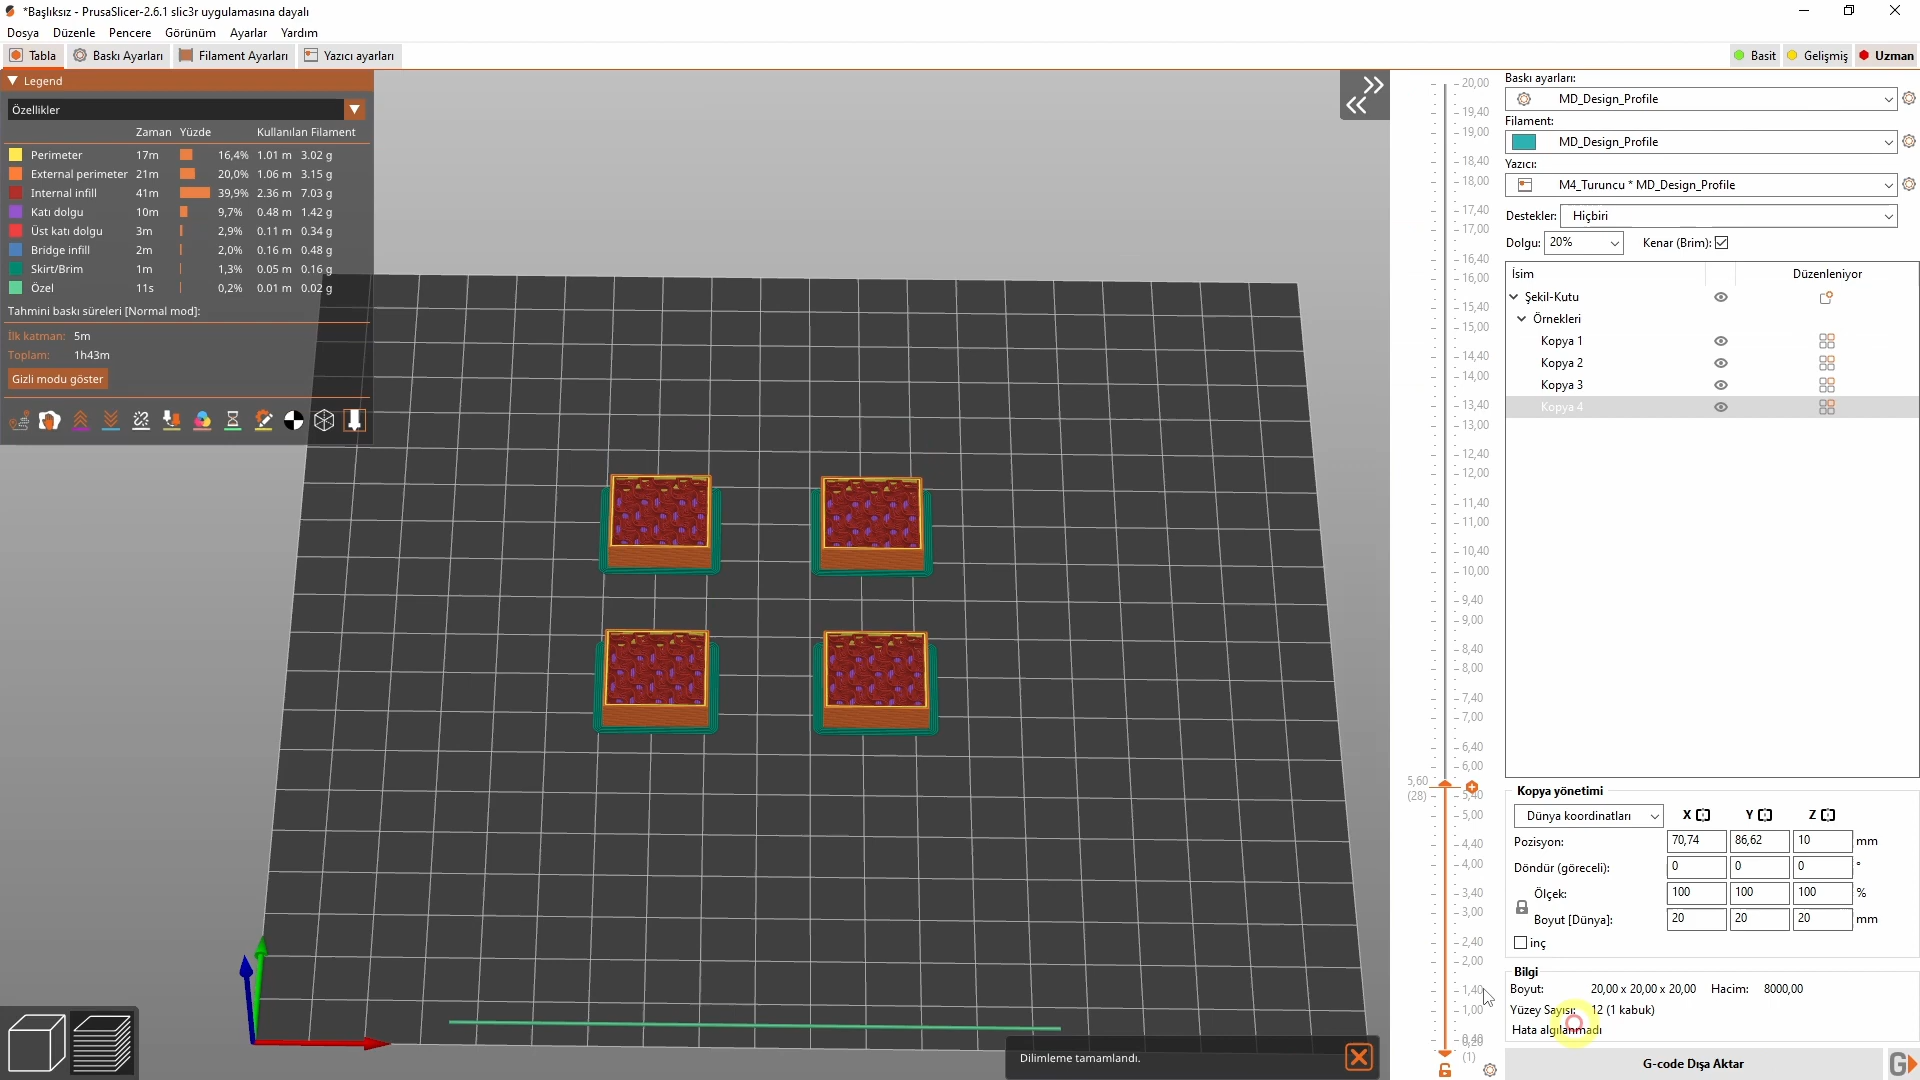 *Başlıksız - PrusaSlicer-2.6.1 slic3r uygulamasına dayalı
Dosya Düzenle Pencere Görünüm Ayarlar Yardım
Tabla Baskı Ayarları Filament Ayarları Yazıcı ayarları
Basit Gelişmiş Uzman
Legend
Özellikler
Zaman Yüzde Kullanılan Filament
Perimeter 17m 16,4% 1.01 m 3.02 g
External perimeter 21m 20,0% 1.06 m 3.15 g
Internal infill 41m 39,9% 2.36 m 7.03 g
Katı dolgu 10m 9,7% 0.48 m 1.42 g
Üst katı dolgu 3m 2,9% 0.11 m 0.34 g
Bridge infill 2m 2,0% 0.16 m 0.48 g
Skirt/Brim 1m 1,3% 0.05 m 0.16 g
Özel 11s 0,2% 0.01 m 0.02 g
Tahmini baskı süreleri [Normal mod]:
İlk katman: 5m
Toplam: 1h43m
Gizli modu göster
20,00
19,40
19,00
18,40
18,00
17,40
17,00
16,40
16,00
15,40
15,00
14,40
14,00
13,40
13,00
12,40
12,00
11,40
11,00
10,40
10,00
9,40
9,00
8,40
8,00
7,40
7,00
6,40
6,00
5,60
(28)
5,40
5,00
4,40
4,00
3,40
3,00
2,40
2,00
1,40
1,00
0,20
(1)
Baskı ayarları:
MD_Design_Profile
Filament:
MD_Design_Profile
Yazıcı:
M4_Turuncu * MD_Design_Profile
Destekler: Hiçbiri
Dolgu: 20% Kenar (Brim):
İsim Düzenleniyor
Şekil-Kutu
Örnekleri
Kopya 1
Kopya 2
Kopya 3
Kopya 4
Kopya yönetimi
Dünya koordinatları X Y Z
Pozisyon: 70,74 86,62 10 mm
Döndür (göreceli): 0 0 0 °
Ölçek: 100 100 100 %
Boyut [Dünya]: 20 20 20 mm
inç
Bilgi
Boyut: 20,00 x 20,00 x 20,00 Hacim: 8000,00
Yüzey Sayısı: 12 (1 kabuk)
Hata algılanmadı
Dilimleme tamamlandı.
G-code Dışa Aktar
G